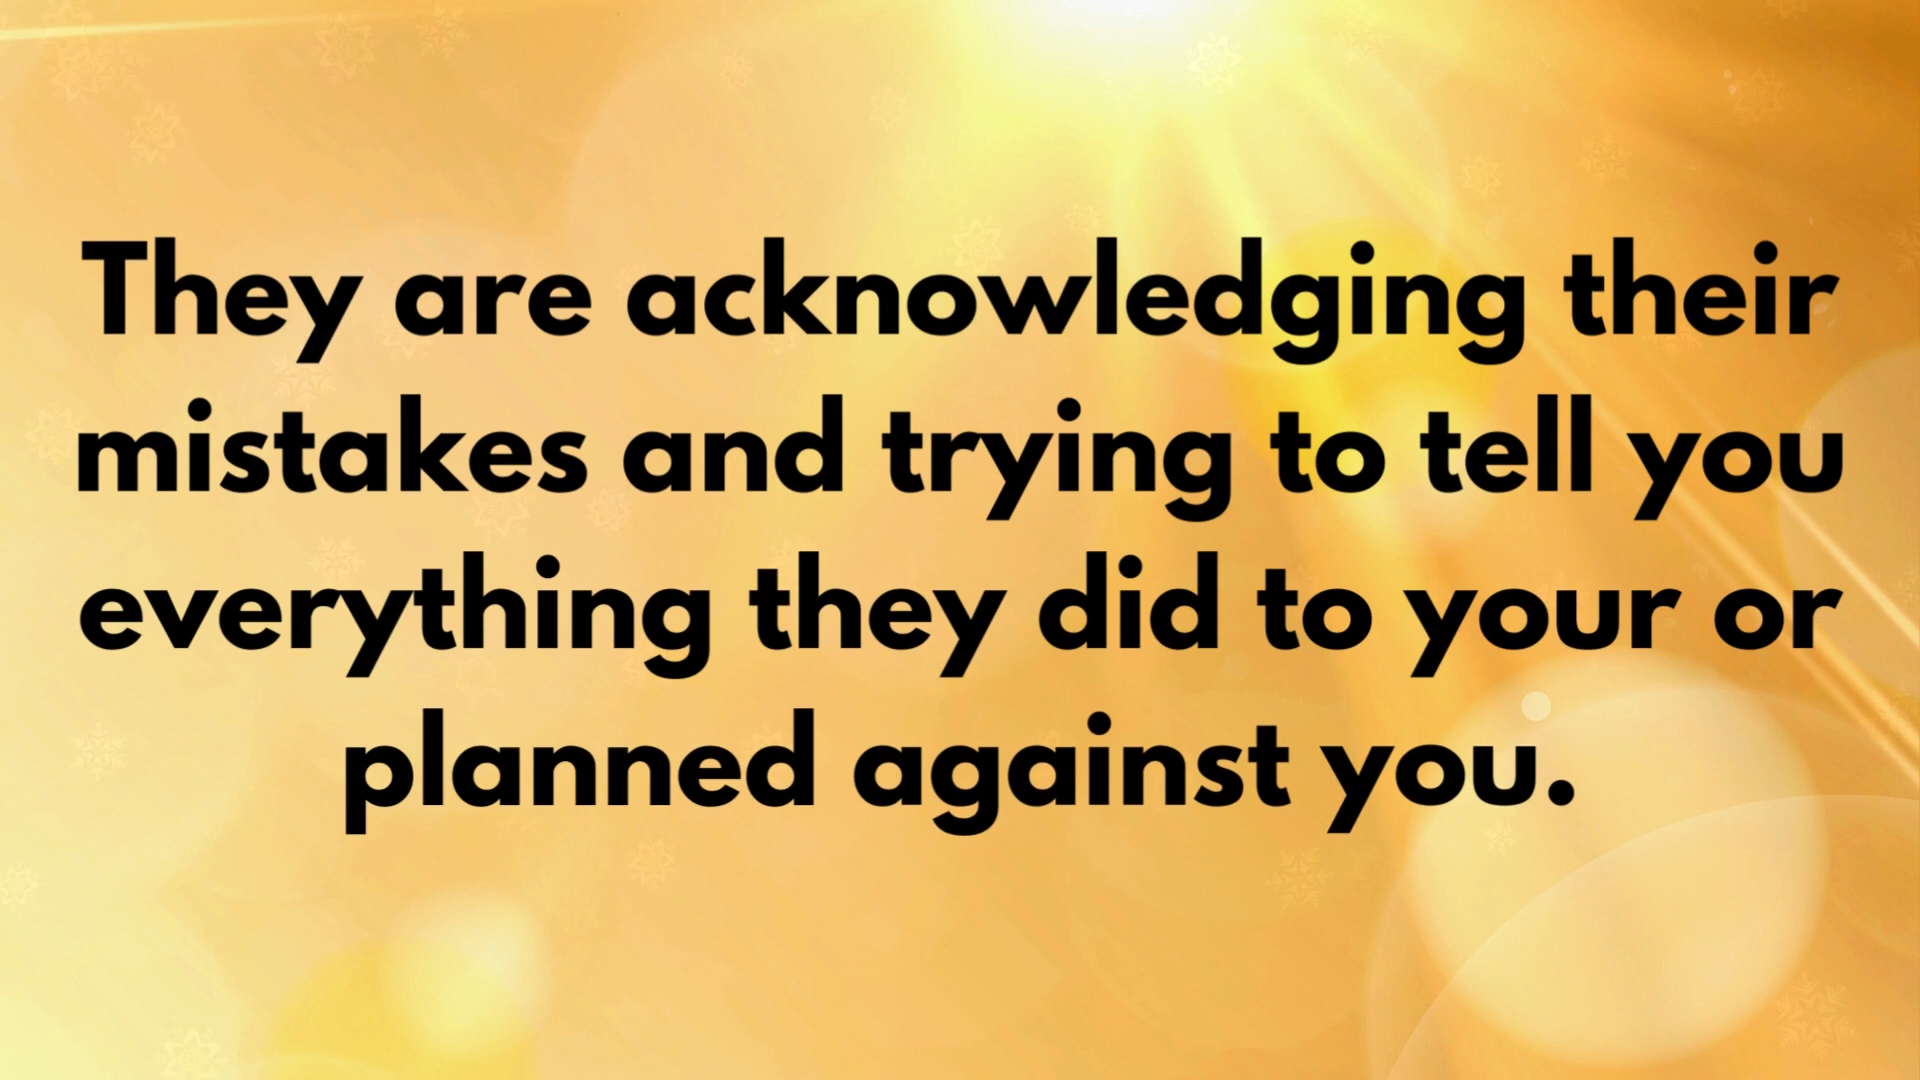 They are acknowledging their
mistakes and trying to tell you
everything they did to your or
planned against you.